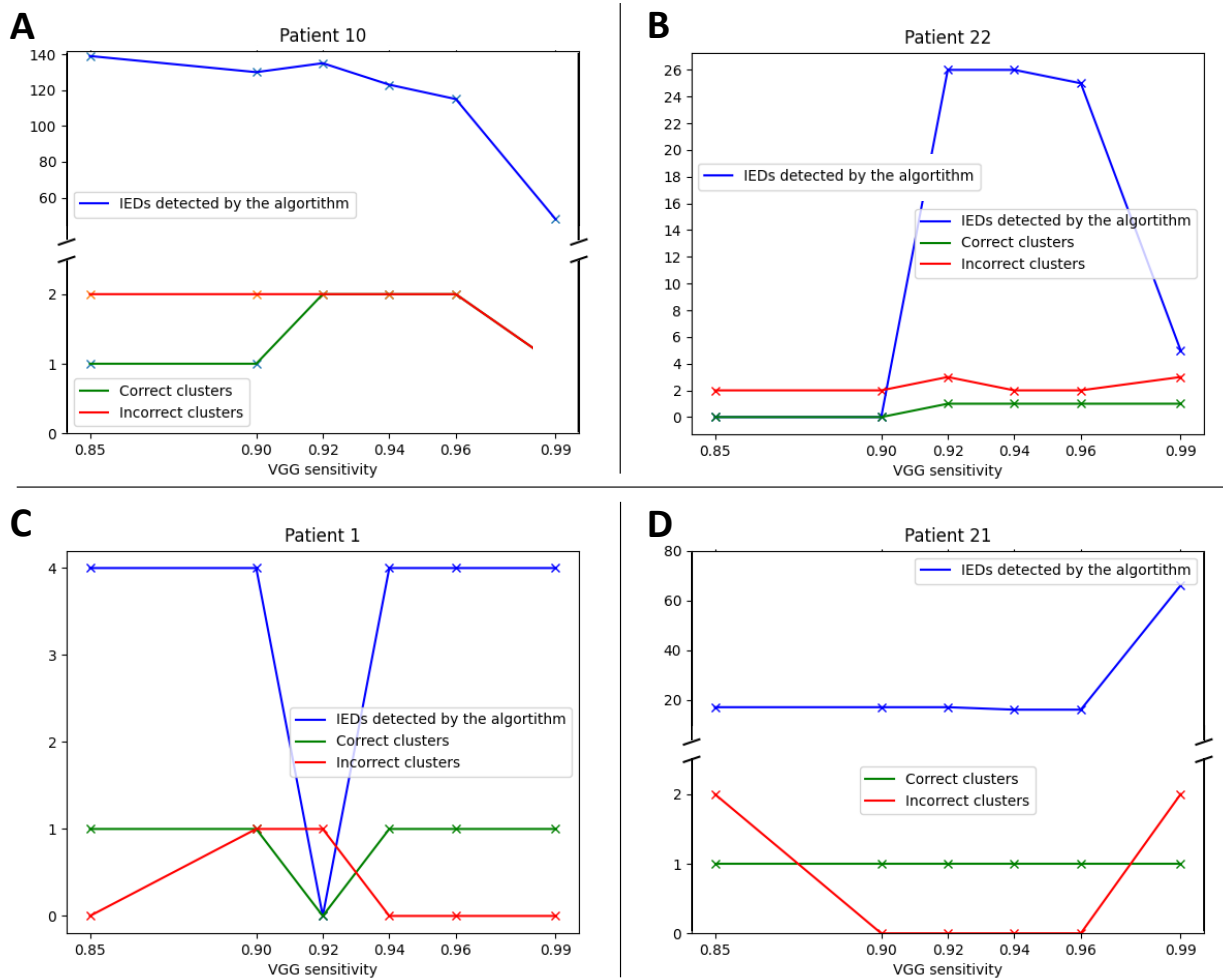 A
Patient 10
140
120
100
80
60
IEDs detected by the algortithm
2
1
0
Correct clusters
Incorrect clusters
0.85 0.90 0.92 0.94 0.96 0.99
VGG sensitivity
B
Patient 22
26
24
22
20
18
16
14
12
10
8
6
4
2
0
IEDs detected by the algortithm
IEDs detected by the algortithm
Correct clusters
Incorrect clusters
0.85 0.90 0.92 0.94 0.96 0.99
VGG sensitivity
C
Patient 1
4
3
2
1
0
IEDs detected by the algortithm
Correct clusters
Incorrect clusters
0.85 0.90 0.92 0.94 0.96 0.99
VGG sensitivity
D
Patient 21
80
60
40
20
IEDs detected by the algortithm
2
1
0
Correct clusters
Incorrect clusters
0.85 0.90 0.92 0.94 0.96 0.99
VGG sensitivity